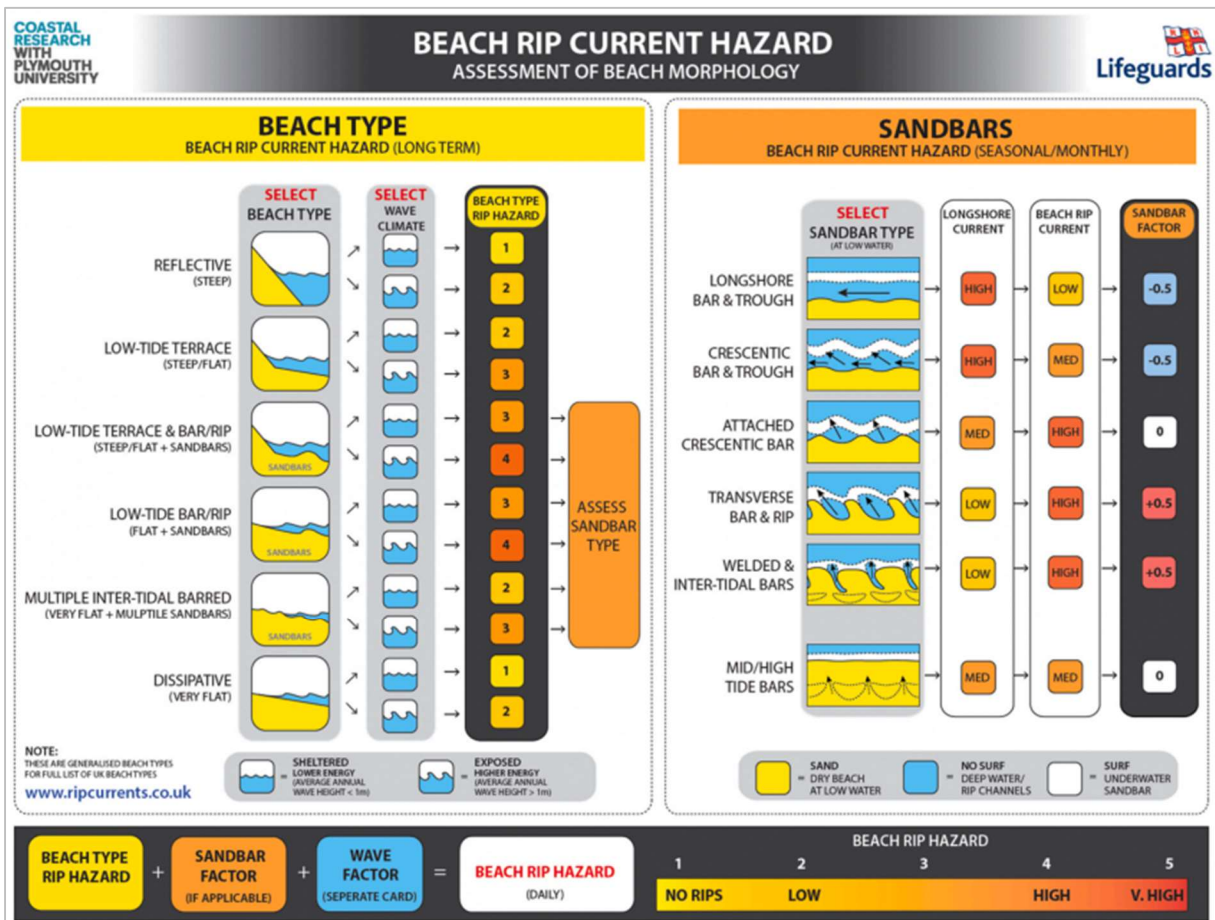 COASTAL
RESEARCH
WITH
PLYMOUTH
UNIVERSITY
BEACH RIP CURRENT HAZARD
ASSESSMENT OF BEACH MORPHOLOGY
RNLI
Lifeguards
BEACH TYPE
BEACH RIP CURRENT HAZARD (LONG TERM)
SELECT
BEACH TYPE
SELECT
WAVE
CLIMATE
BEACH TYPE
RIP HAZARD
REFLECTIVE
(STEEP)
1
2
LOW-TIDE TERRACE
(STEEP/FLAT)
2
3
LOW-TIDE TERRACE & BAR/RIP
(STEEP/FLAT + SANDBARS)
SANDBARS
3
4
LOW-TIDE BAR/RIP
(FLAT + SANDBARS)
SANDBARS
3
4
MULTIPLE INTER-TIDAL BARRED
(VERY FLAT + MULPTILE SANDBARS)
SANDBARS
2
3
DISSIPATIVE
(VERY FLAT)
1
2
ASSESS
SANDBAR
TYPE
NOTE:
THESE ARE GENERALISED BEACH TYPES
FOR FULL LIST OF UK BEACH TYPES
www.ripcurrents.co.uk
SHELTERED
= LOWER ENERGY
(AVERAGE ANNUAL
WAVE HEIGHT < 1m)
EXPOSED
= HIGHER ENERGY
(AVERAGE ANNUAL
WAVE HEIGHT > 1m)
SANDBARS
BEACH RIP CURRENT HAZARD (SEASONAL/MONTHLY)
SELECT
SANDBAR TYPE
(AT LOW WATER)
LONGSHORE
CURRENT
BEACH RIP
CURRENT
SANDBAR
FACTOR
LONGSHORE
BAR & TROUGH
HIGH
LOW
-0.5
CRESCENTIC
BAR & TROUGH
HIGH
MED
-0.5
ATTACHED
CRESCENTIC BAR
MED
HIGH
0
TRANSVERSE
BAR & RIP
LOW
HIGH
+0.5
WELDED &
INTER-TIDAL BARS
LOW
HIGH
+0.5
MID/HIGH
TIDE BARS
MED
MED
0
SAND
= DRY BEACH
AT LOW WATER
NO SURF
= DEEP WATER/
RIP CHANNELS
SURF
= UNDERWATER
SANDBAR
BEACH TYPE
RIP HAZARD
+
SANDBAR
FACTOR
(IF APPLICABLE)
+
WAVE
FACTOR
(SEPERATE CARD)
=
BEACH RIP HAZARD
(DAILY)
BEACH RIP HAZARD
1 2 3 4 5
NO RIPS LOW HIGH V. HIGH